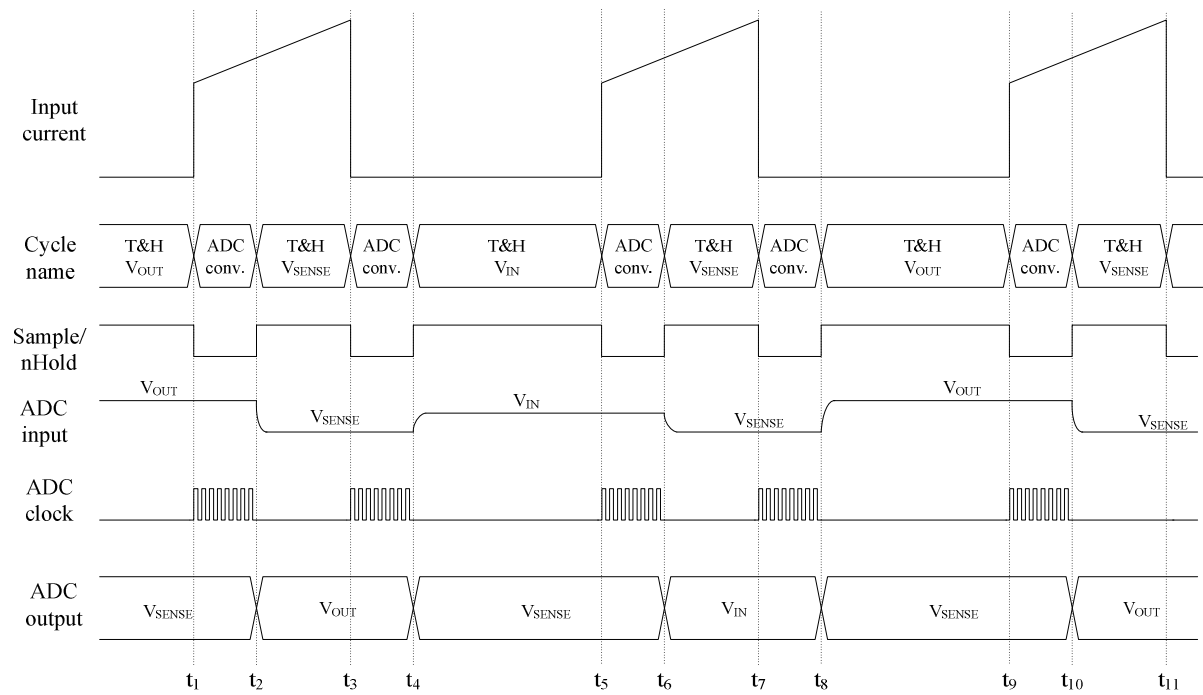 Input
current
Cycle
name
T&H
VOUT
ADC
conv.
T&H
VSENSE
ADC
conv.
T&H
VIN
ADC
conv.
T&H
VSENSE
ADC
conv.
T&H
VOUT
ADC
conv.
T&H
VSENSE
Sample/
nHold
ADC
input
VOUT
VSENSE
VIN
VSENSE
VOUT
VSENSE
ADC
clock
ADC
output
VSENSE
VOUT
VSENSE
VIN
VSENSE
VOUT
t1 t2 t3 t4 t5 t6 t7 t8 t9 t10 t11